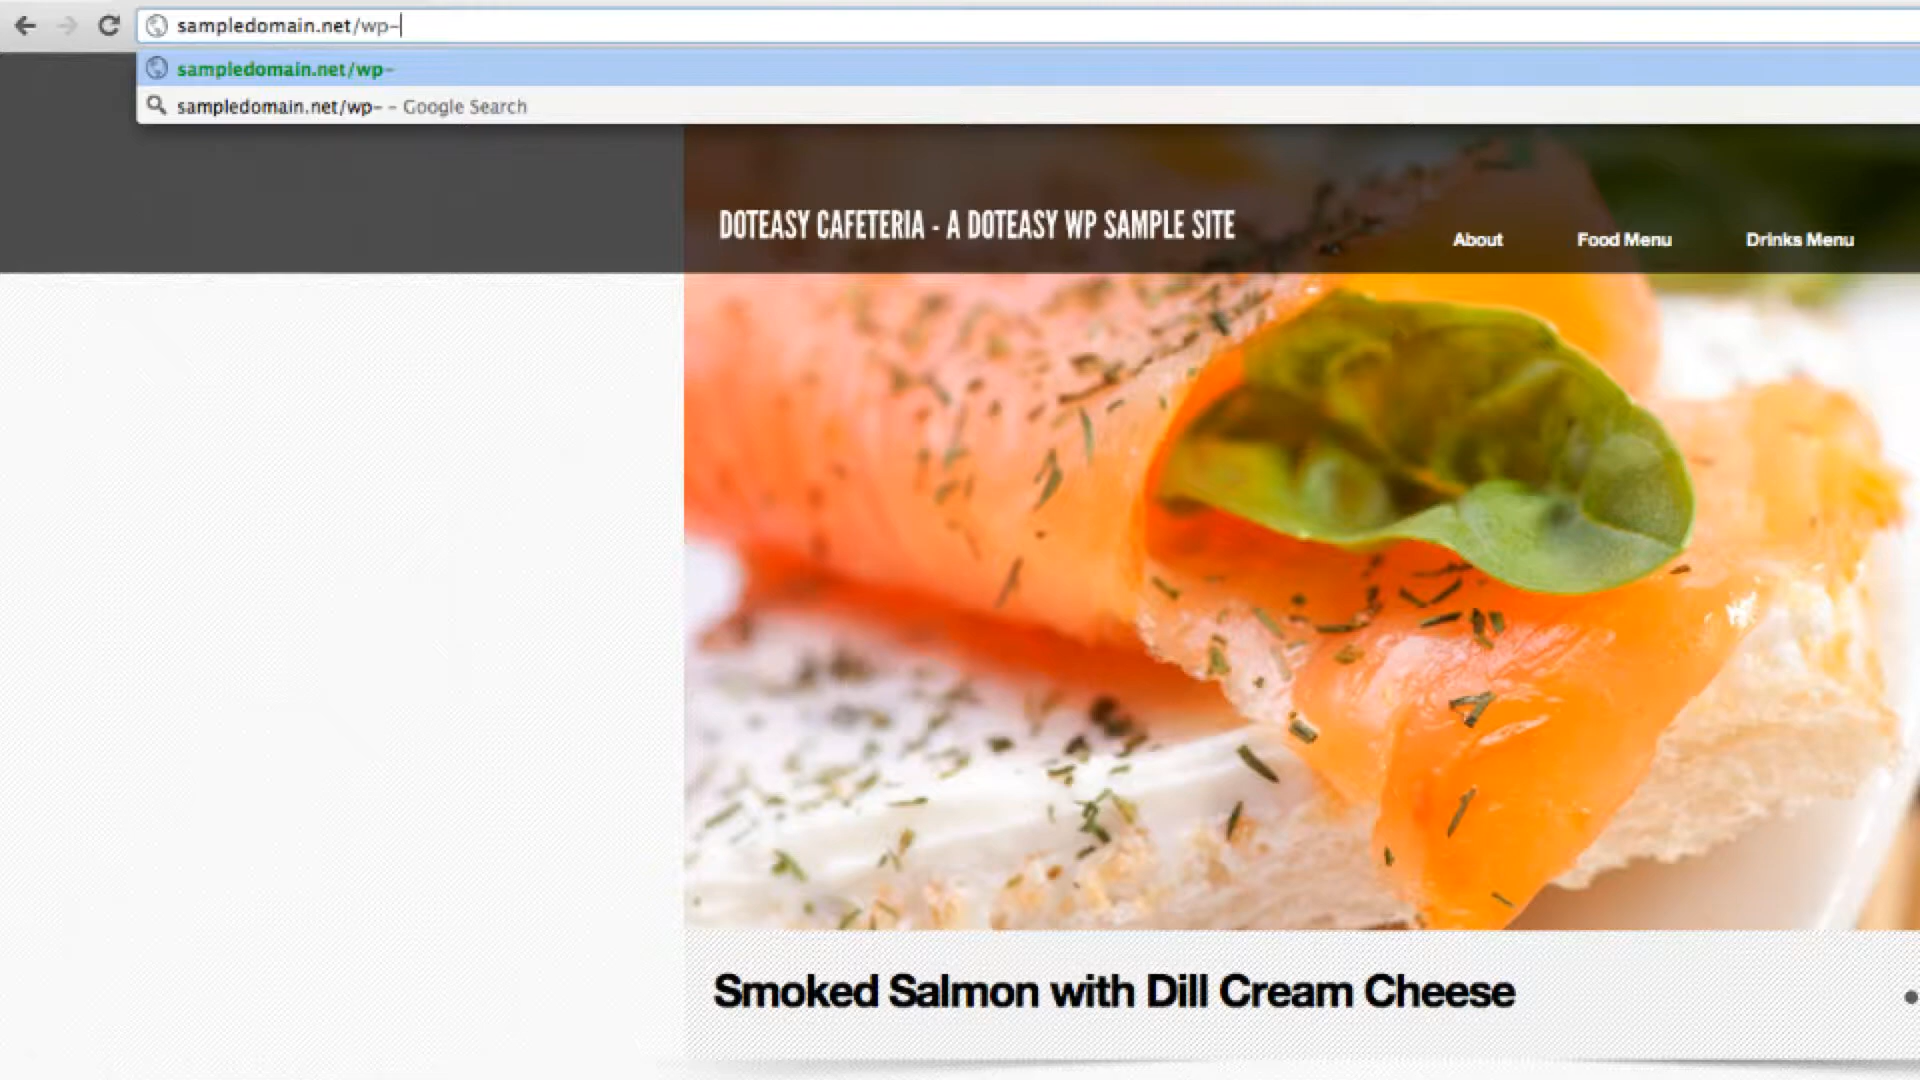 sampledomain.net/wp-
sampledomain.net/wp-
sampledomain.net/wp- - Google Search
DOTEASY CAFETERIA - A DOTEASY WP SAMPLE SITE
About
Food Menu
Drinks Menu
Smoked Salmon with Dill Cream Cheese